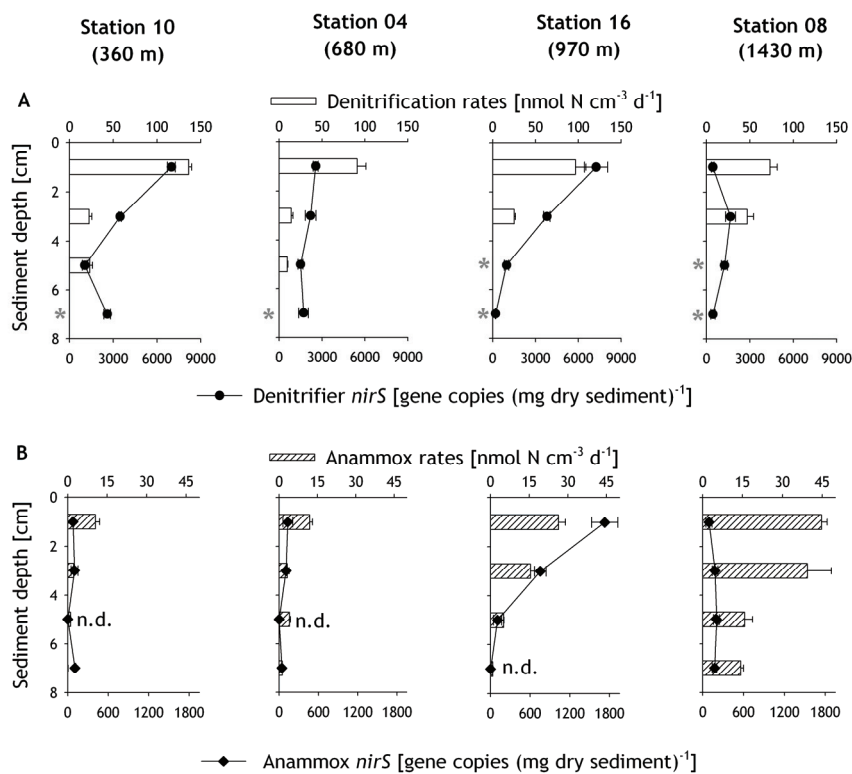 Station 10 Station 04 Station 16 Station 08
(360 m) (680 m) (970 m) (1430 m)
A Denitrification rates [nmol N cm-3 d-1]
0 50 100 150 0 50 100 150 0 50 100 150 0 50 100 150
Sediment depth [cm]
0
2
4
6
* * * *
* *
8
0 3000 6000 9000 0 3000 6000 9000 0 3000 6000 9000 0 3000 6000 9000
Denitrifier nirS [gene copies (mg dry sediment)-1]
B Anammox rates [nmol N cm-3 d-1]
0 15 30 45 0 15 30 45 0 15 30 45 0 15 30 45
Sediment depth [cm]
0
2
4
n.d. n.d.
6
n.d.
8
0 600 1200 1800 0 600 1200 1800 0 600 1200 1800 0 600 1200 1800
Anammox nirS [gene copies (mg dry sediment)-1]